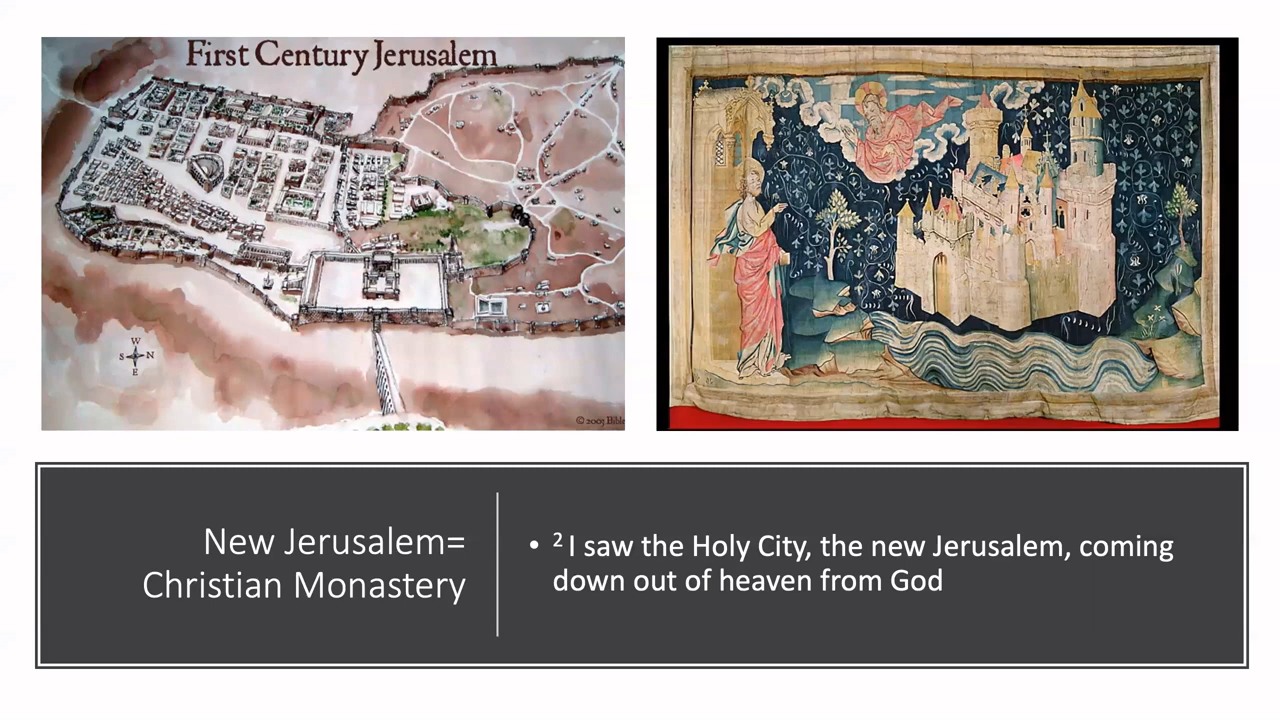 First Century Jerusalem
W
S N
E
© 2003 Bible
New Jerusalem=
Christian Monastery
• 2 I saw the Holy City, the new Jerusalem, coming
down out of heaven from God